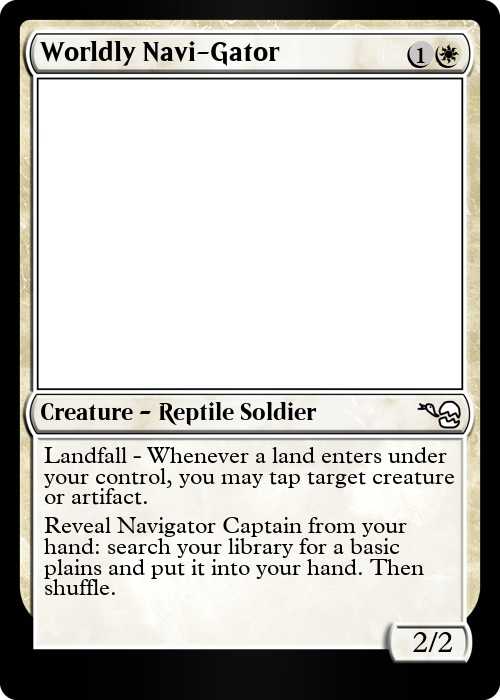 Worldly Navi-Gator 1
Creature - Reptile Soldier
Landfall - Whenever a land enters under
your control, you may tap target creature
or artifact.
Reveal Navigator Captain from your
hand: search your library for a basic
plains and put it into your hand. Then
shuffle.
2/2